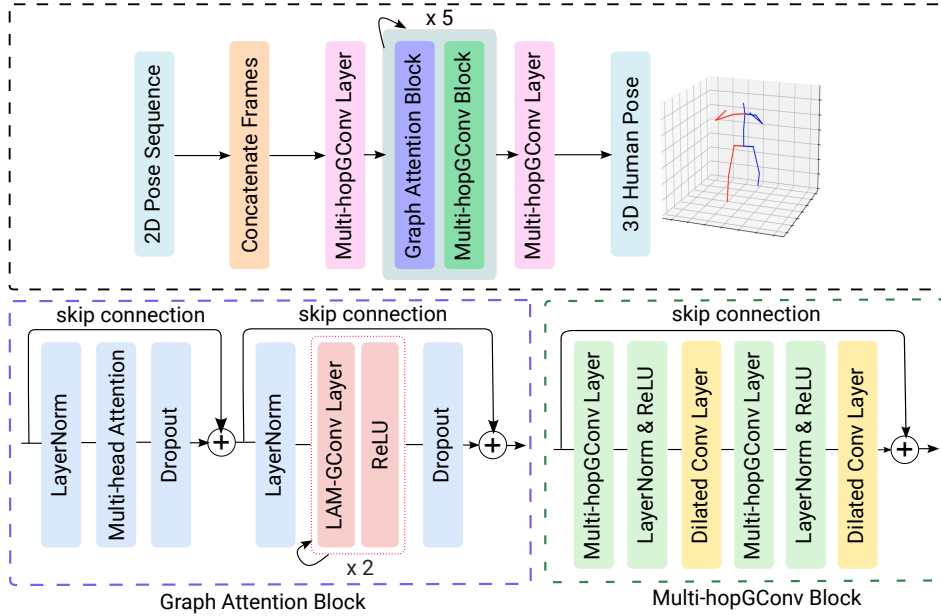 x 5
2D Pose Sequence
Concatenate Frames
Multi-hopGConv Layer
Graph Attention Block
Multi-hopGConv Block
Multi-hopGConv Layer
3D Human Pose
skip connection
skip connection
LayerNorm
Multi-head Attention
Dropout
+
LayerNorm
LAM-GConv Layer
ReLU
x 2
Dropout
+
Graph Attention Block
skip connection
Multi-hopGConv Layer
LayerNorm & ReLU
Dilated Conv Layer
Multi-hopGConv Layer
LayerNorm & ReLU
Dilated Conv Layer
+
Multi-hopGConv Block